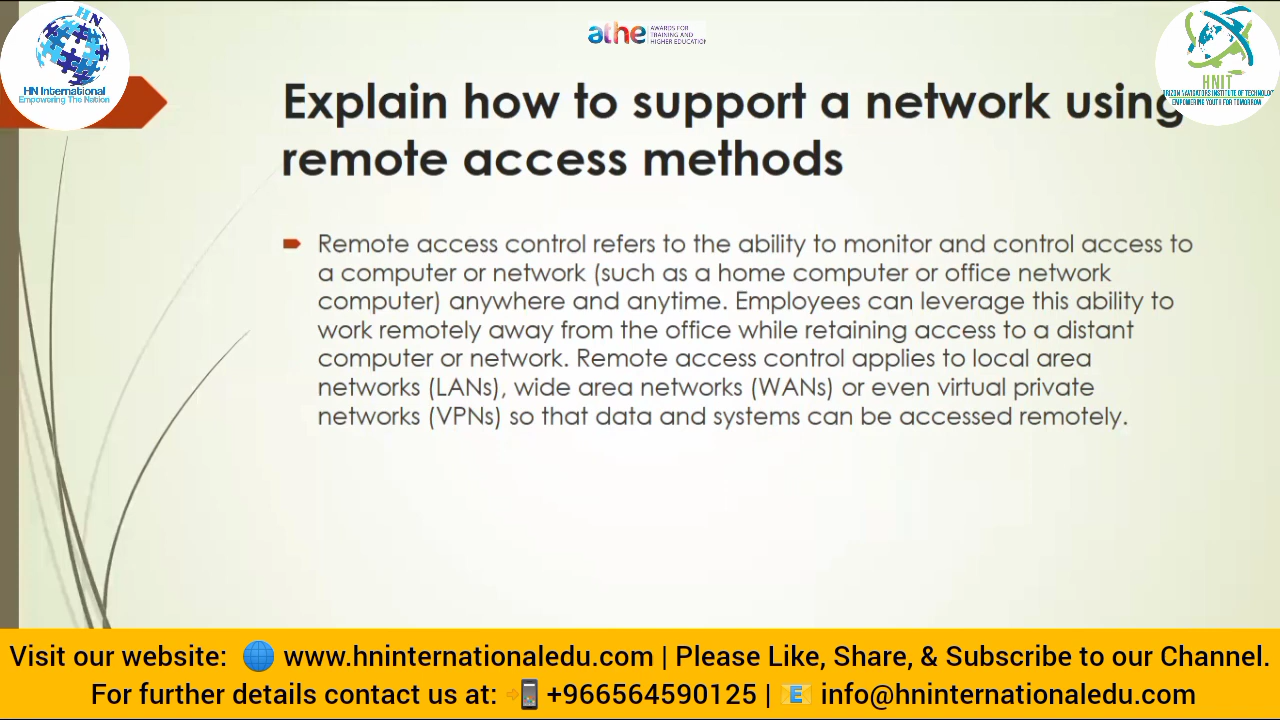 HN
HN International
Empowering The Nation
athe AWARDS FOR
TRAINING AND
HIGHER EDUCATION
HNIT
EMPOWERING YOUTH FOR TOMORROW
Explain how to support a network using
remote access methods
Remote access control refers to the ability to monitor and control access to
a computer or network (such as a home computer or office network
computer) anywhere and anytime. Employees can leverage this ability to
work remotely away from the office while retaining access to a distant
computer or network. Remote access control applies to local area
networks (LANs), wide area networks (WANs) or even virtual private
networks (VPNs) so that data and systems can be accessed remotely.
Visit our website: 🌐 www.hninternationaledu.com | Please Like, Share, & Subscribe to our Channel.
For further details contact us at: 📲 +966564590125 | 📧 info@hninternationaledu.com